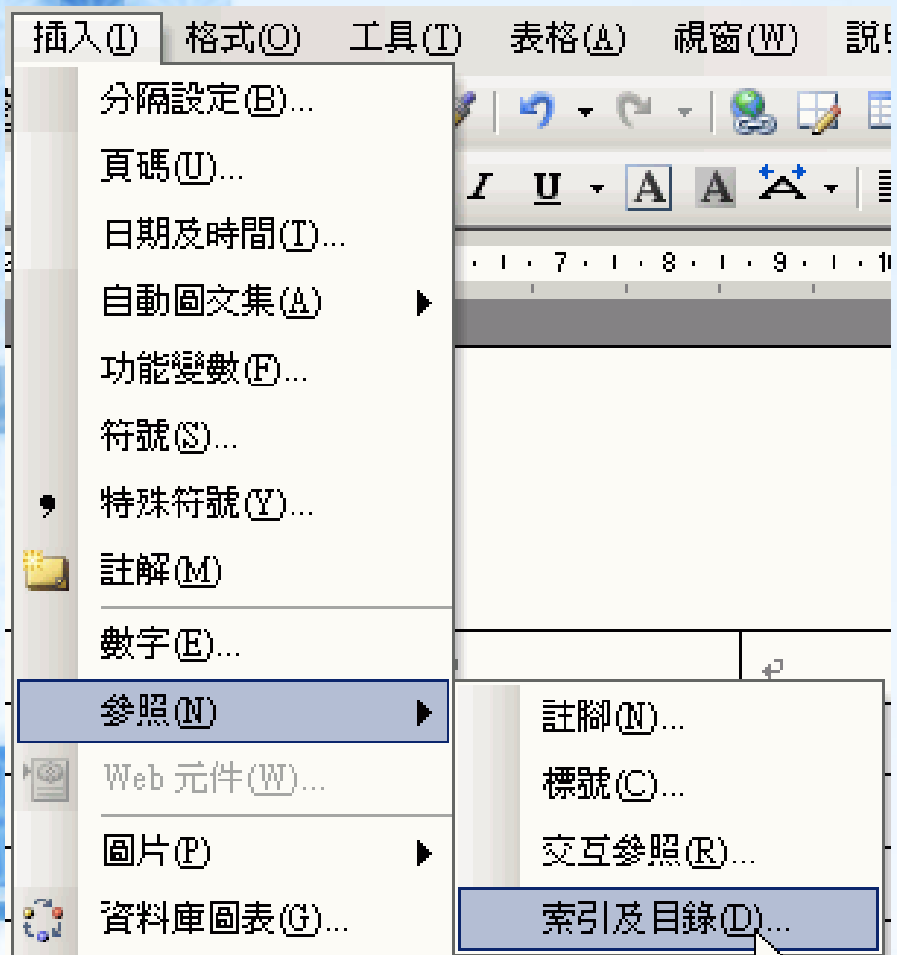 插入(I) 格式(O) 工具(T) 表格(A) 視窗(W)
分隔設定(B)...
頁碼(U)...
I U A A A
日期及時間(T)...
7 8 9
自動圖文集(A)
功能變數(F)...
符號(S)...
特殊符號(Y)...
註解(M)
數字(E)...
參照(N)
註腳(N)...
Web 元件(W)...
標號(C)...
圖片(P)
交互參照(R)...
資料庫圖表(G)...
索引及目錄(D)...